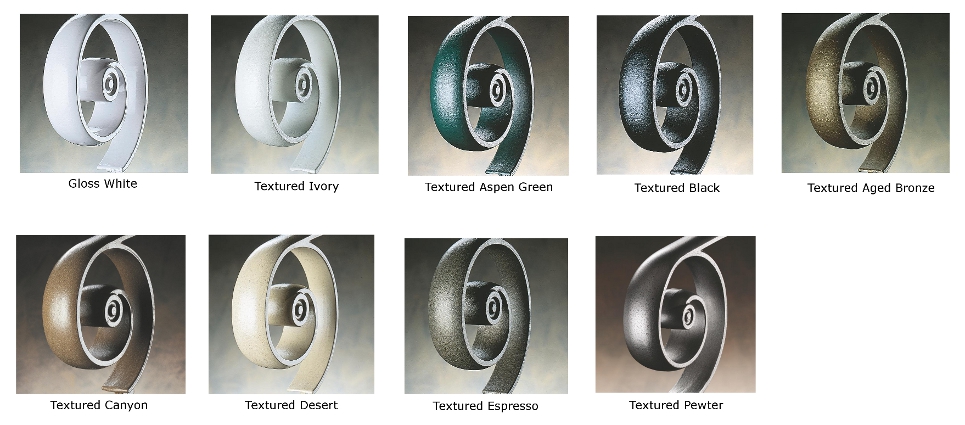 Gloss White
Textured Ivory
Textured Aspen Green
Textured Black
Textured Aged Bronze
Textured Canyon
Textured Desert
Textured Espresso
Textured Pewter